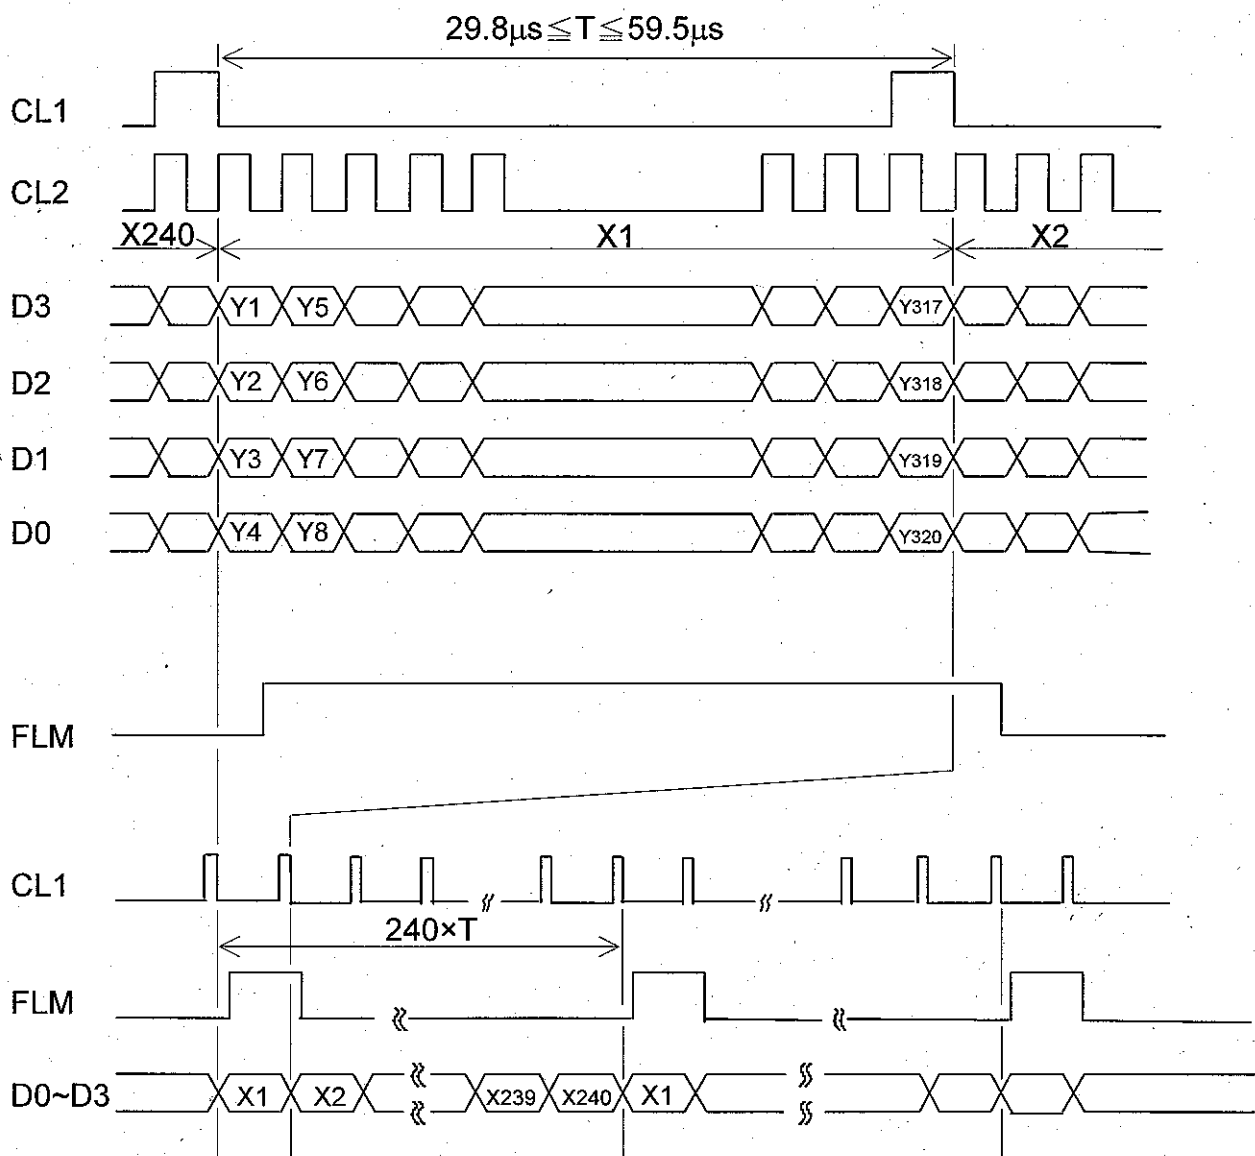 29.8μs≦T≦59.5μs
CL1
CL2
X240 X1 X2
D3 Y1 Y5 Y317
D2 Y2 Y6 Y318
D1 Y3 Y7 Y319
D0 Y4 Y8 Y320
FLM
CL1
240×T
FLM
D0~D3 X1 X2 X239 X240 X1